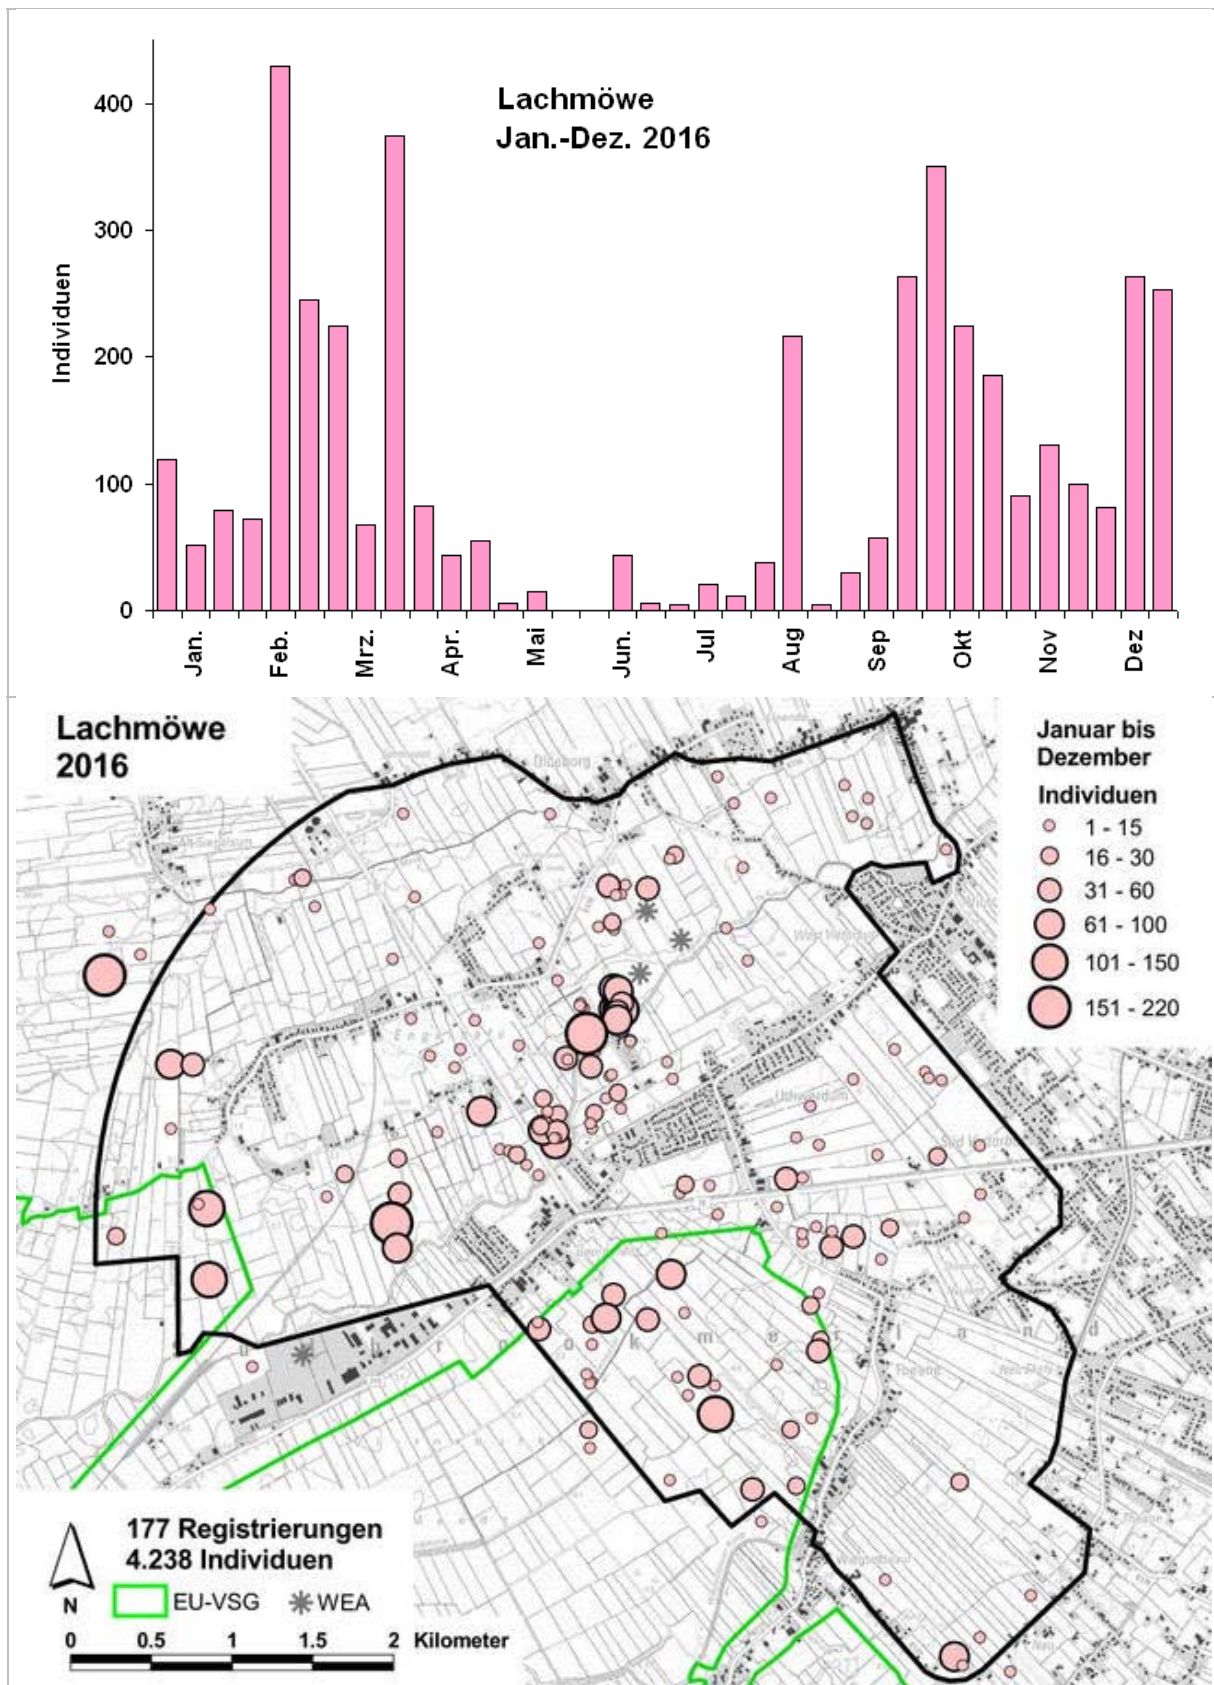 Lachmöwe
Jan.-Dez. 2016
Individuen
400
300
200
100
0
Jan.
Feb.
Mrz.
Apr.
Mai
Jun.
Jul
Aug
Sep
Okt
Nov
Dez
Lachmöwe
2016
Januar bis
Dezember
Individuen
1 - 15
16 - 30
31 - 60
61 - 100
101 - 150
151 - 220
177 Registrierungen
4.238 Individuen
EU-VSG
WEA
N
0 0.5 1 1.5 2 Kilometer